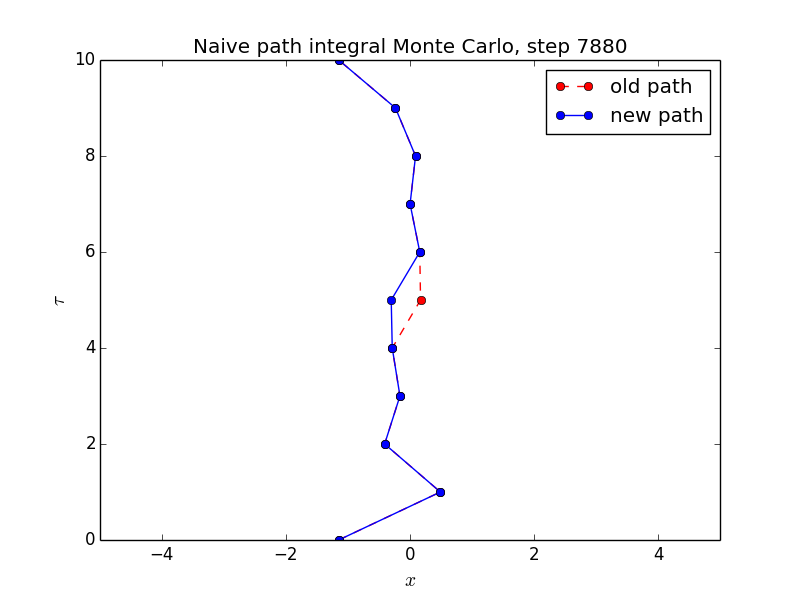 Naive path integral Monte Carlo, step 7880
old path
new path
10
8
6
4
2
0
τ
−4 −2 0 2 4
x